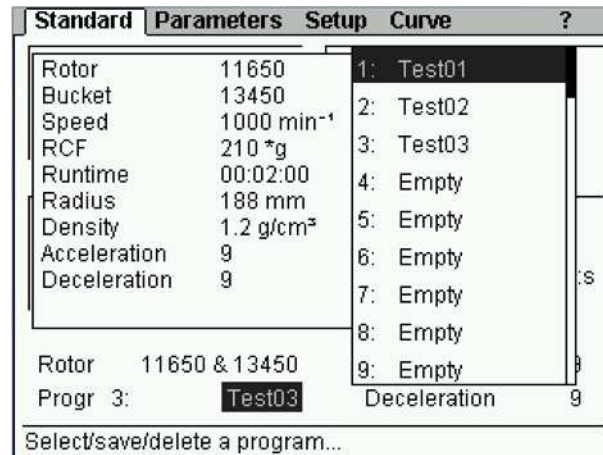 Standard Parameters Setup Curve ?
Rotor 11650
Bucket 13450
Speed 1000 min⁻¹
RCF 210 *g
Runtime 00:02:00
Radius 188 mm
Density 1.2 g/cm³
Acceleration 9
Deceleration 9
1: Test01
2: Test02
3: Test03
4: Empty
5: Empty
6: Empty
7: Empty
8: Empty
9: Empty
Rotor 11650 & 13450
Progr 3: Test03 Deceleration 9
Select/save/delete a program...